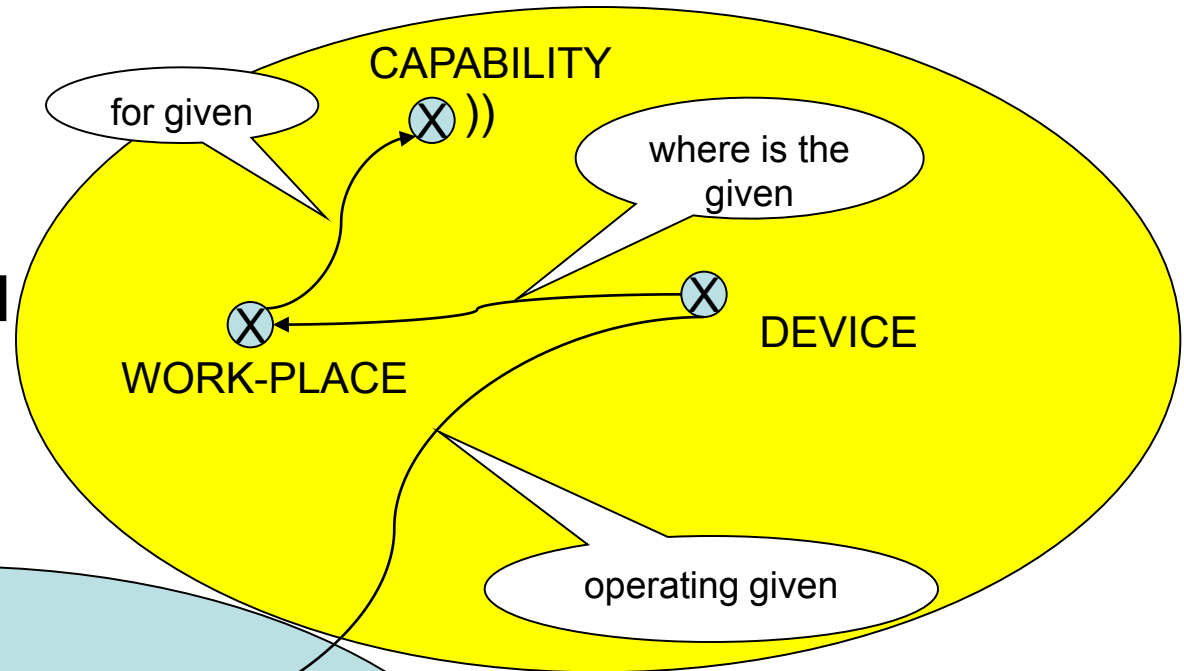 CAPABILITY
for given
X ))
where is the
given
X
DEVICE
X
WORK-PLACE
operating given